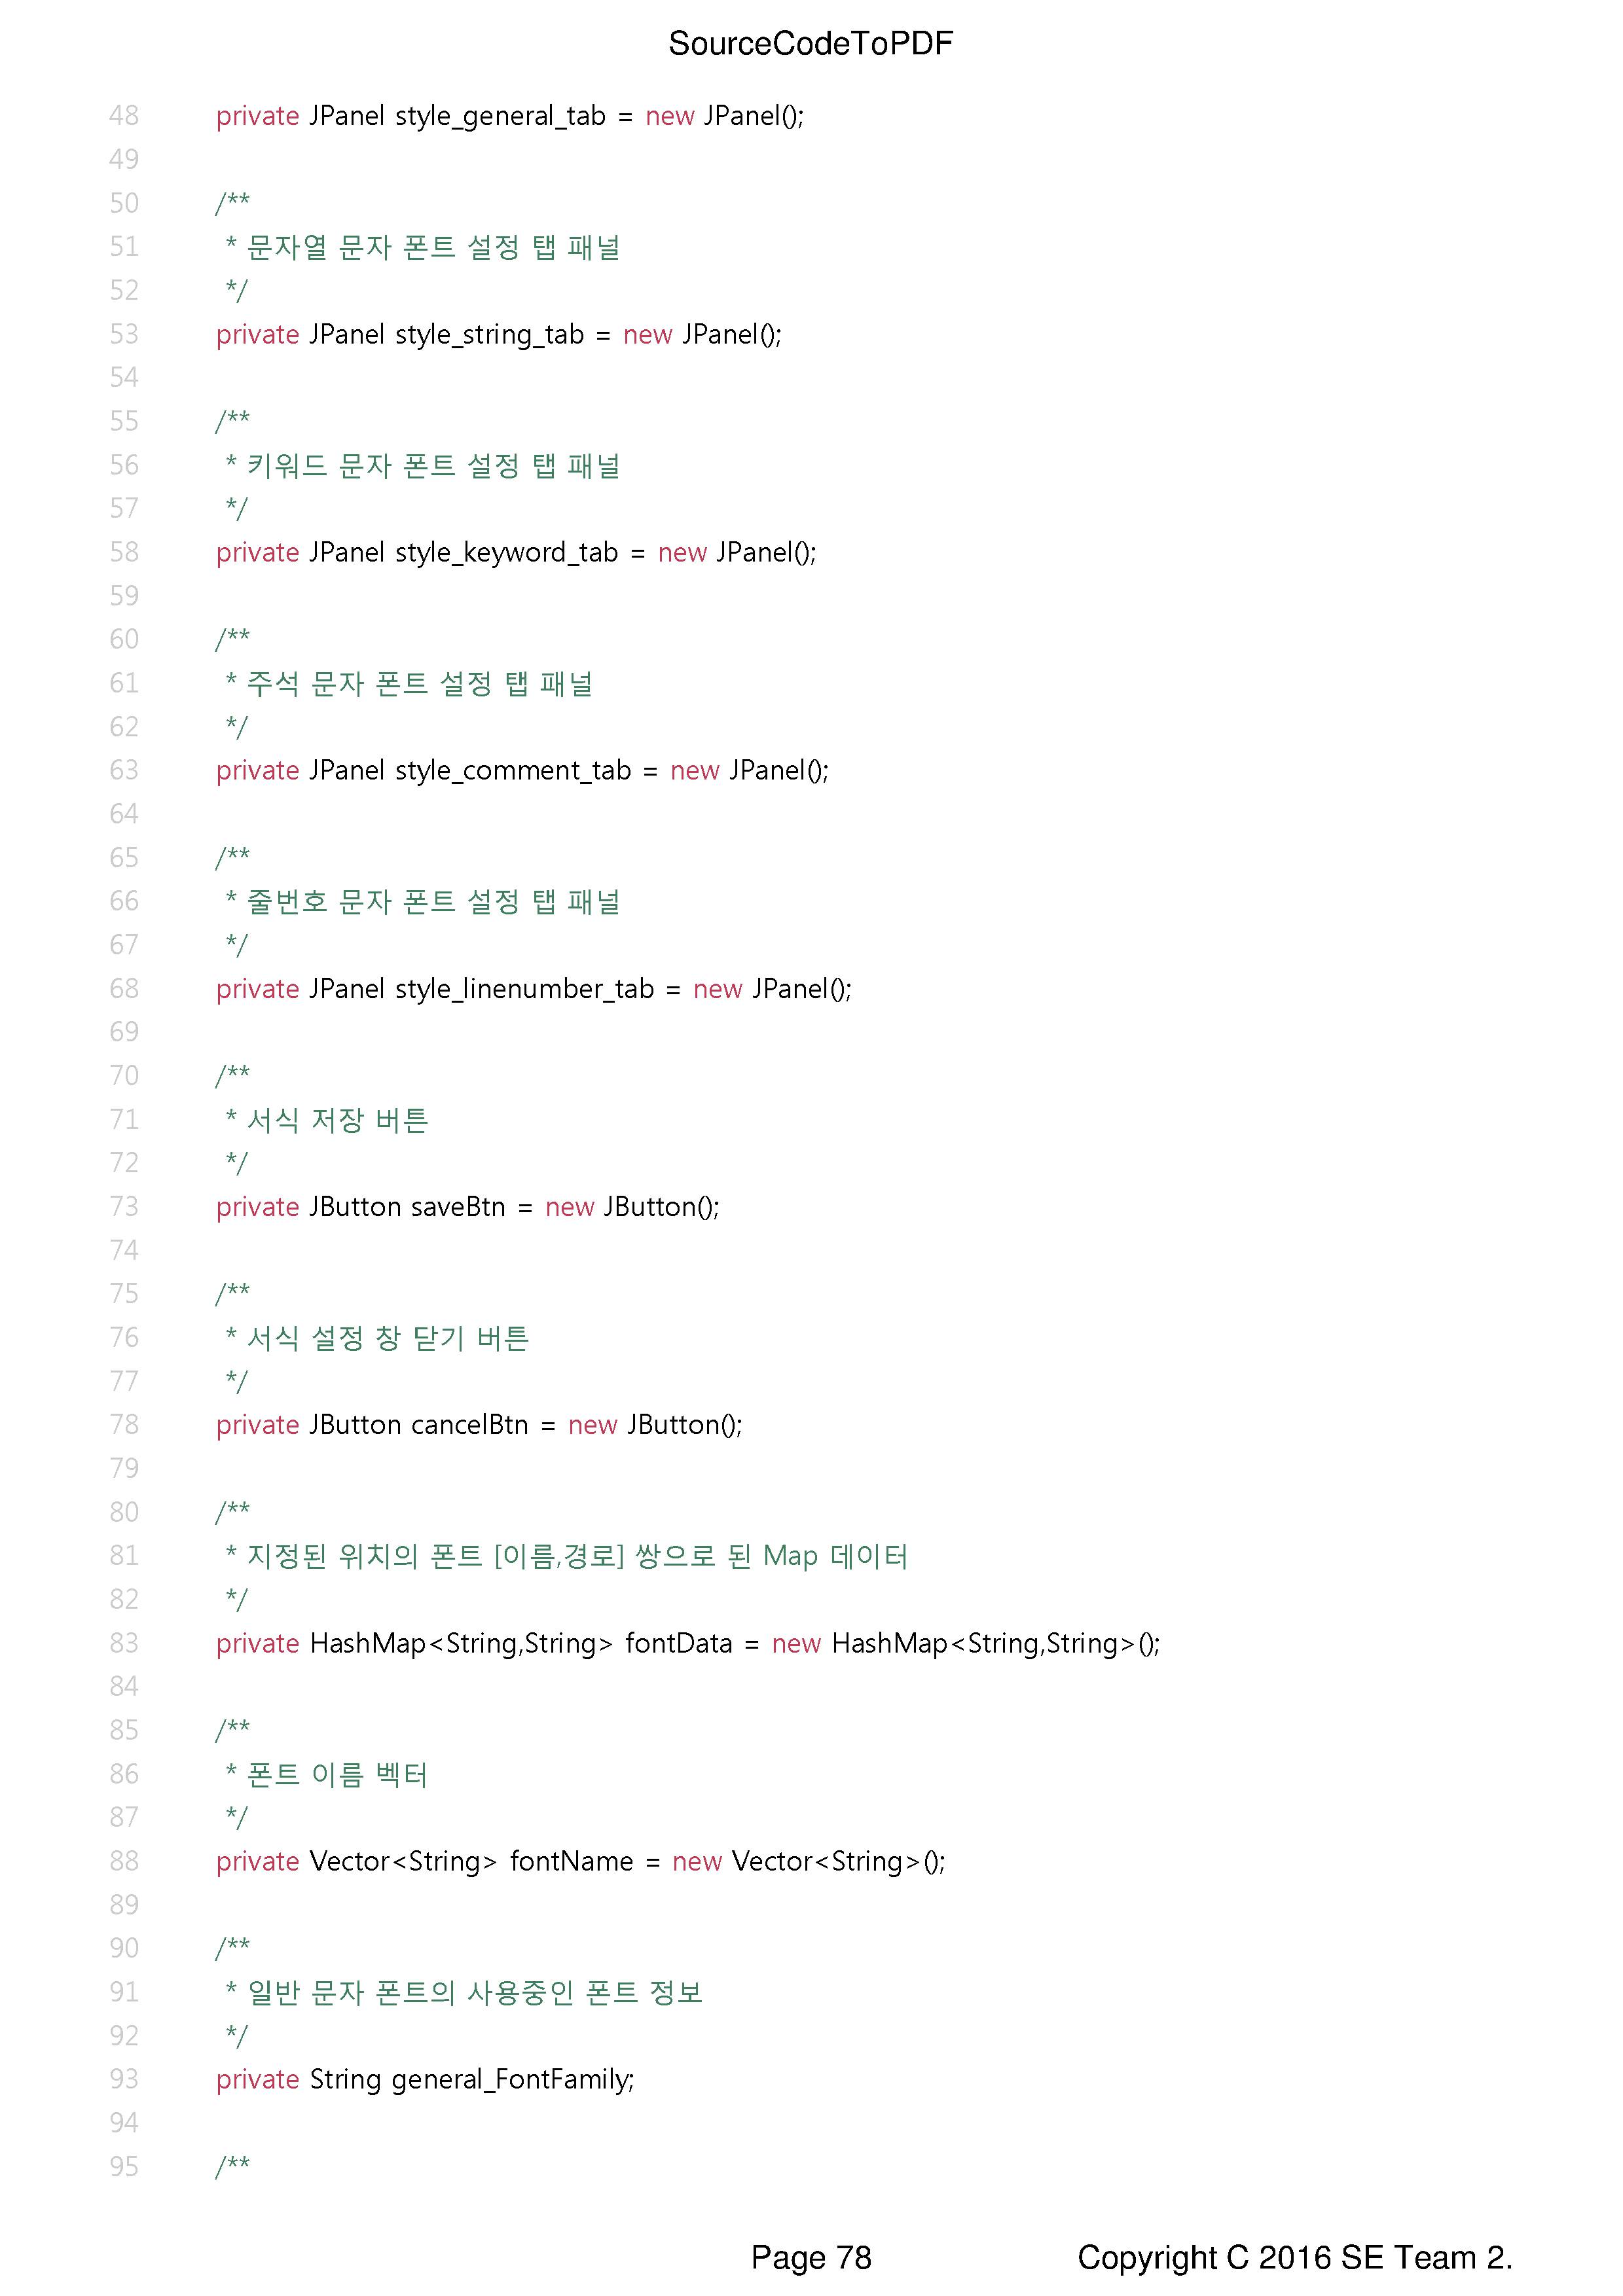 SourceCodeToPDF
48 private JPanel style_general_tab = new JPanel();
49
50 /**
51 * 문자열 문자 폰트 설정 탭 패널
52 */
53 private JPanel style_string_tab = new JPanel();
54
55 /**
56 * 키워드 문자 폰트 설정 탭 패널
57 */
58 private JPanel style_keyword_tab = new JPanel();
59
60 /**
61 * 주석 문자 폰트 설정 탭 패널
62 */
63 private JPanel style_comment_tab = new JPanel();
64
65 /**
66 * 줄번호 문자 폰트 설정 탭 패널
67 */
68 private JPanel style_linenumber_tab = new JPanel();
69
70 /**
71 * 서식 저장 버튼
72 */
73 private JButton saveBtn = new JButton();
74
75 /**
76 * 서식 설정 창 닫기 버튼
77 */
78 private JButton cancelBtn = new JButton();
79
80 /**
81 * 지정된 위치의 폰트 [이름,경로] 쌍으로 된 Map 데이터
82 */
83 private HashMap<String,String> fontData = new HashMap<String,String>();
84
85 /**
86 * 폰트 이름 벡터
87 */
88 private Vector<String> fontName = new Vector<String>();
89
90 /**
91 * 일반 문자 폰트의 사용중인 폰트 정보
92 */
93 private String general_FontFamily;
94
95 /**
Page 78 Copyright C 2016 SE Team 2.